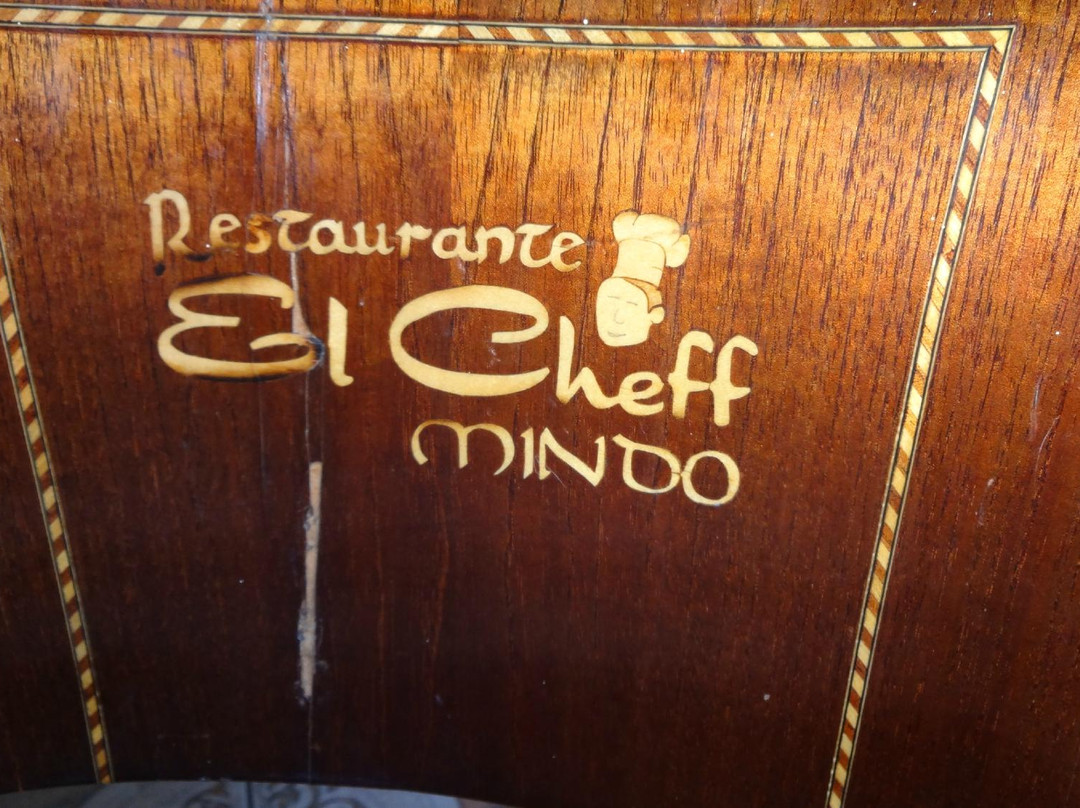 Restaurante
El Cheff
MINDO